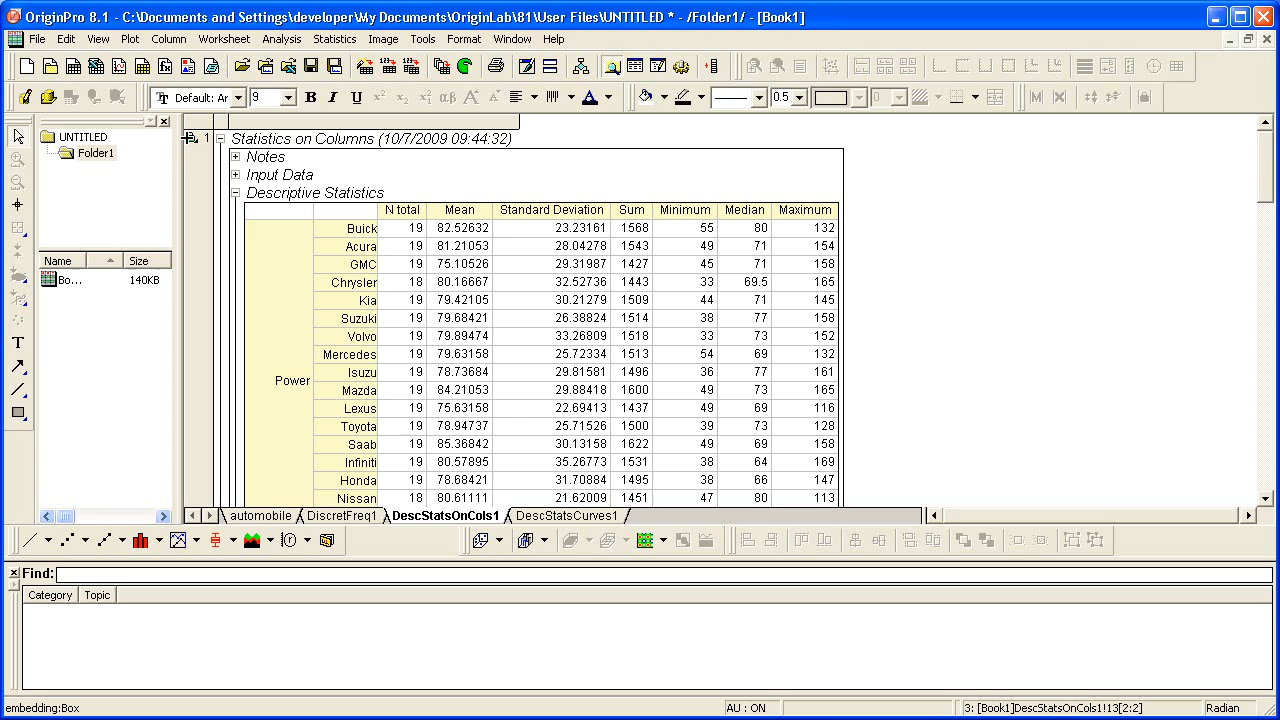 OriginPro 8.1 - C:\Documents and Settings\developer\My Documents\OriginLab\81\User Files\UNTITLED * - /Folder1/ - [Book1]
File Edit View Plot Column Worksheet Analysis Statistics Image Tools Format Window Help
Default: Ar 9 B I U 0.5 0
UNTITLED
Folder1
Name Size
Bo... 140KB
1 Statistics on Columns (10/7/2009 09:44:32)
Notes
Input Data
Descriptive Statistics
N total Mean Standard Deviation Sum Minimum Median Maximum
Buick 19 82.52632 23.23161 1568 55 80 132
Acura 19 81.21053 28.04278 1543 49 71 154
GMC 19 75.10526 29.31987 1427 45 71 158
Chrysler 18 80.16667 32.52736 1443 33 69.5 165
Kia 19 79.42105 30.21279 1509 44 71 145
Suzuki 19 79.68421 26.38824 1514 38 77 158
Volvo 19 79.89474 33.26809 1518 33 73 152
Mercedes 19 79.63158 25.72334 1513 54 69 132
Isuzu 19 78.73684 29.81581 1496 36 77 161
Power
Mazda 19 84.21053 29.88418 1600 49 73 165
Lexus 19 75.63158 22.69413 1437 49 69 116
Toyota 19 78.94737 25.71526 1500 39 73 128
Saab 19 85.36842 30.13158 1622 49 69 158
Infiniti 19 80.57895 35.26773 1531 38 64 169
Honda 19 78.68421 31.70884 1495 38 66 147
Nissan 18 80.61111 21.62009 1451 47 80 113
automobile DiscretFreq1 DescStatsOnCols1 DescStatsCurves1
Find:
Category Topic
embedding:Box AU : ON 3: [Book1]DescStatsOnCols1!13[2:2] Radian